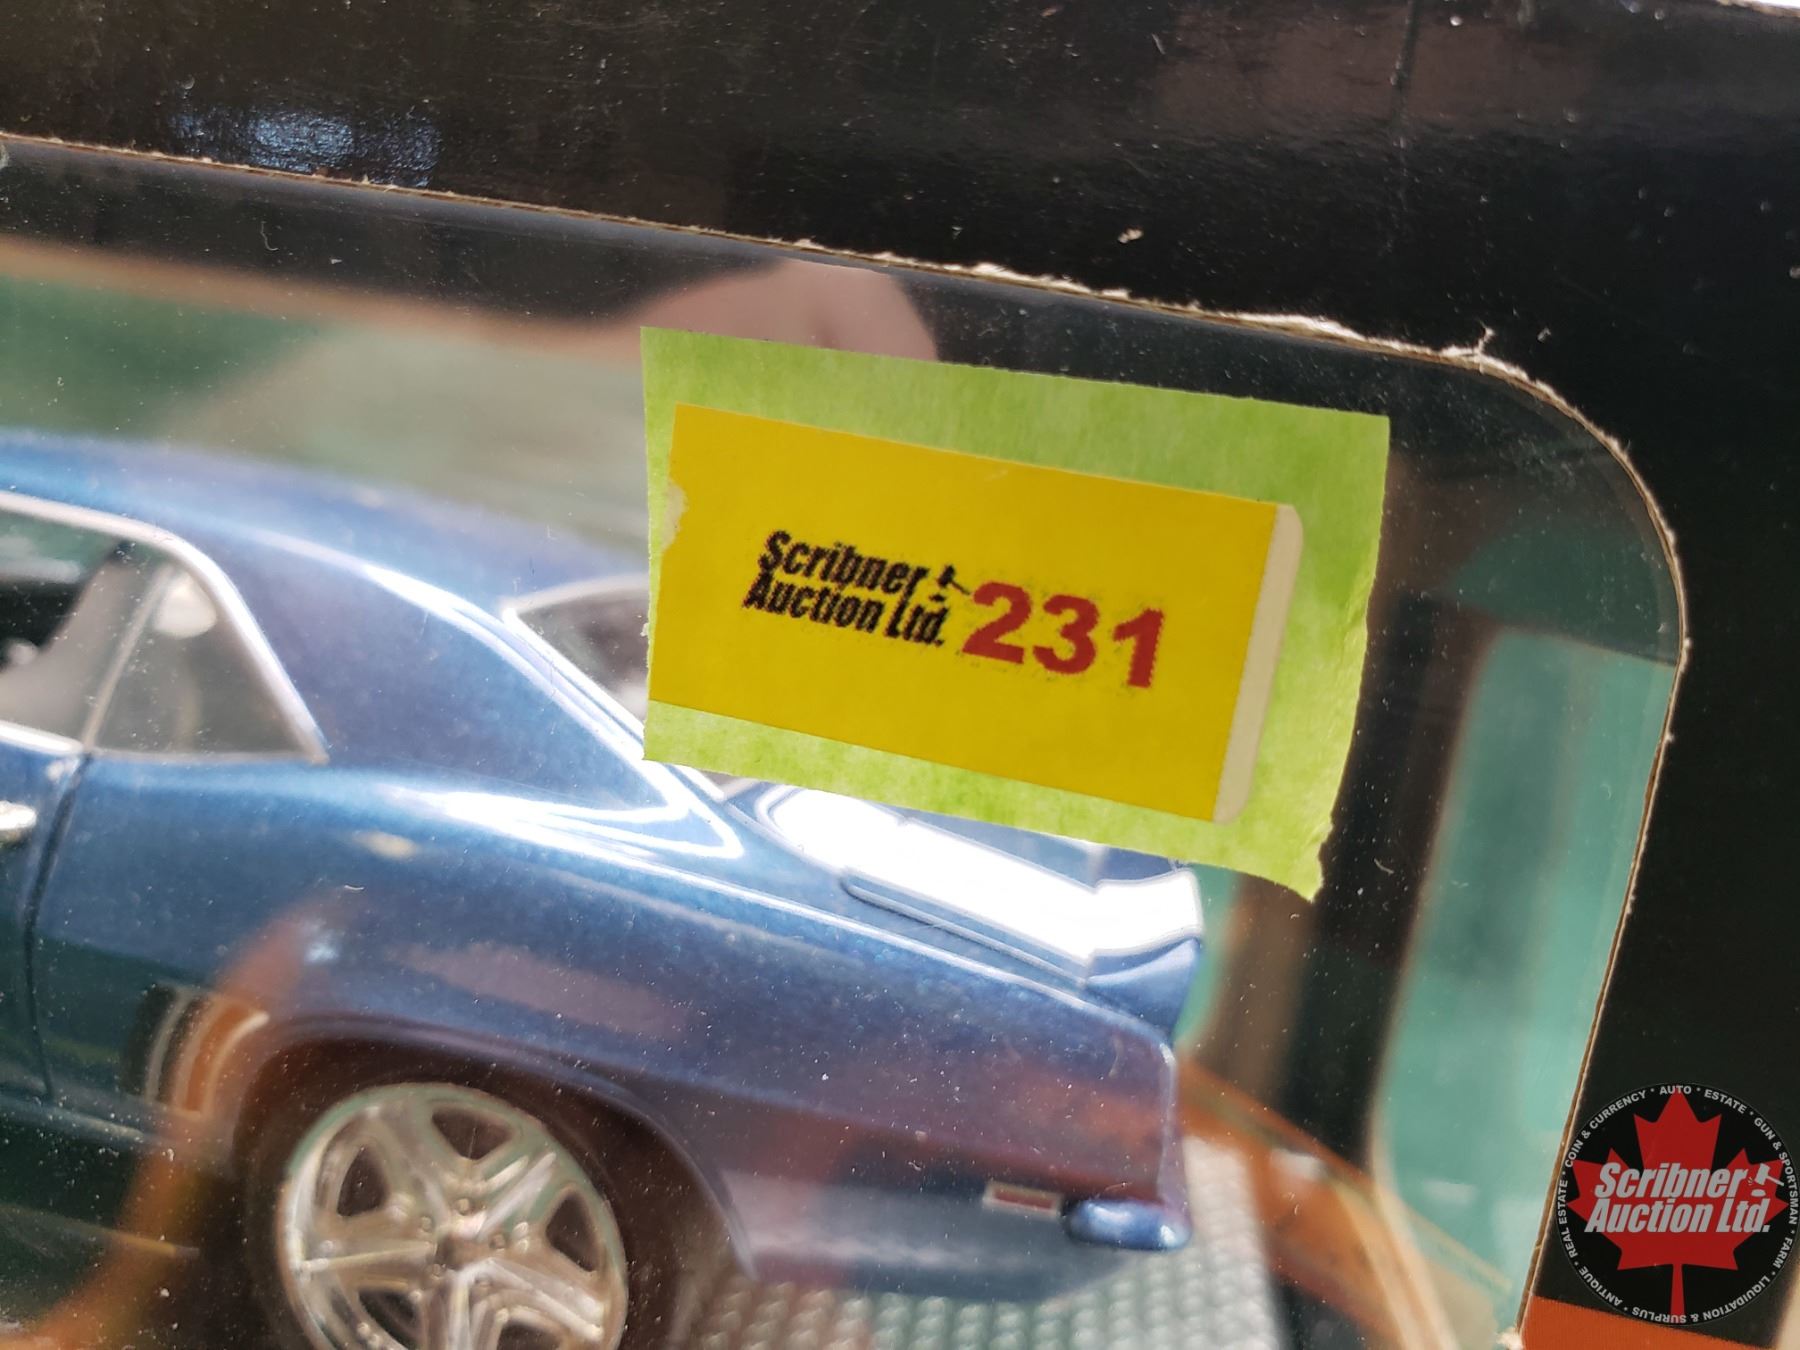 Scribner
Auction Ltd.
231
REAL ESTATE • COIN & CURRENCY • AUTO • ESTATE • GUN & SPORTSMAN • FARM • LIQUIDATION & SURPLUS • ANTIQUE •
Scribner
Auction Ltd.